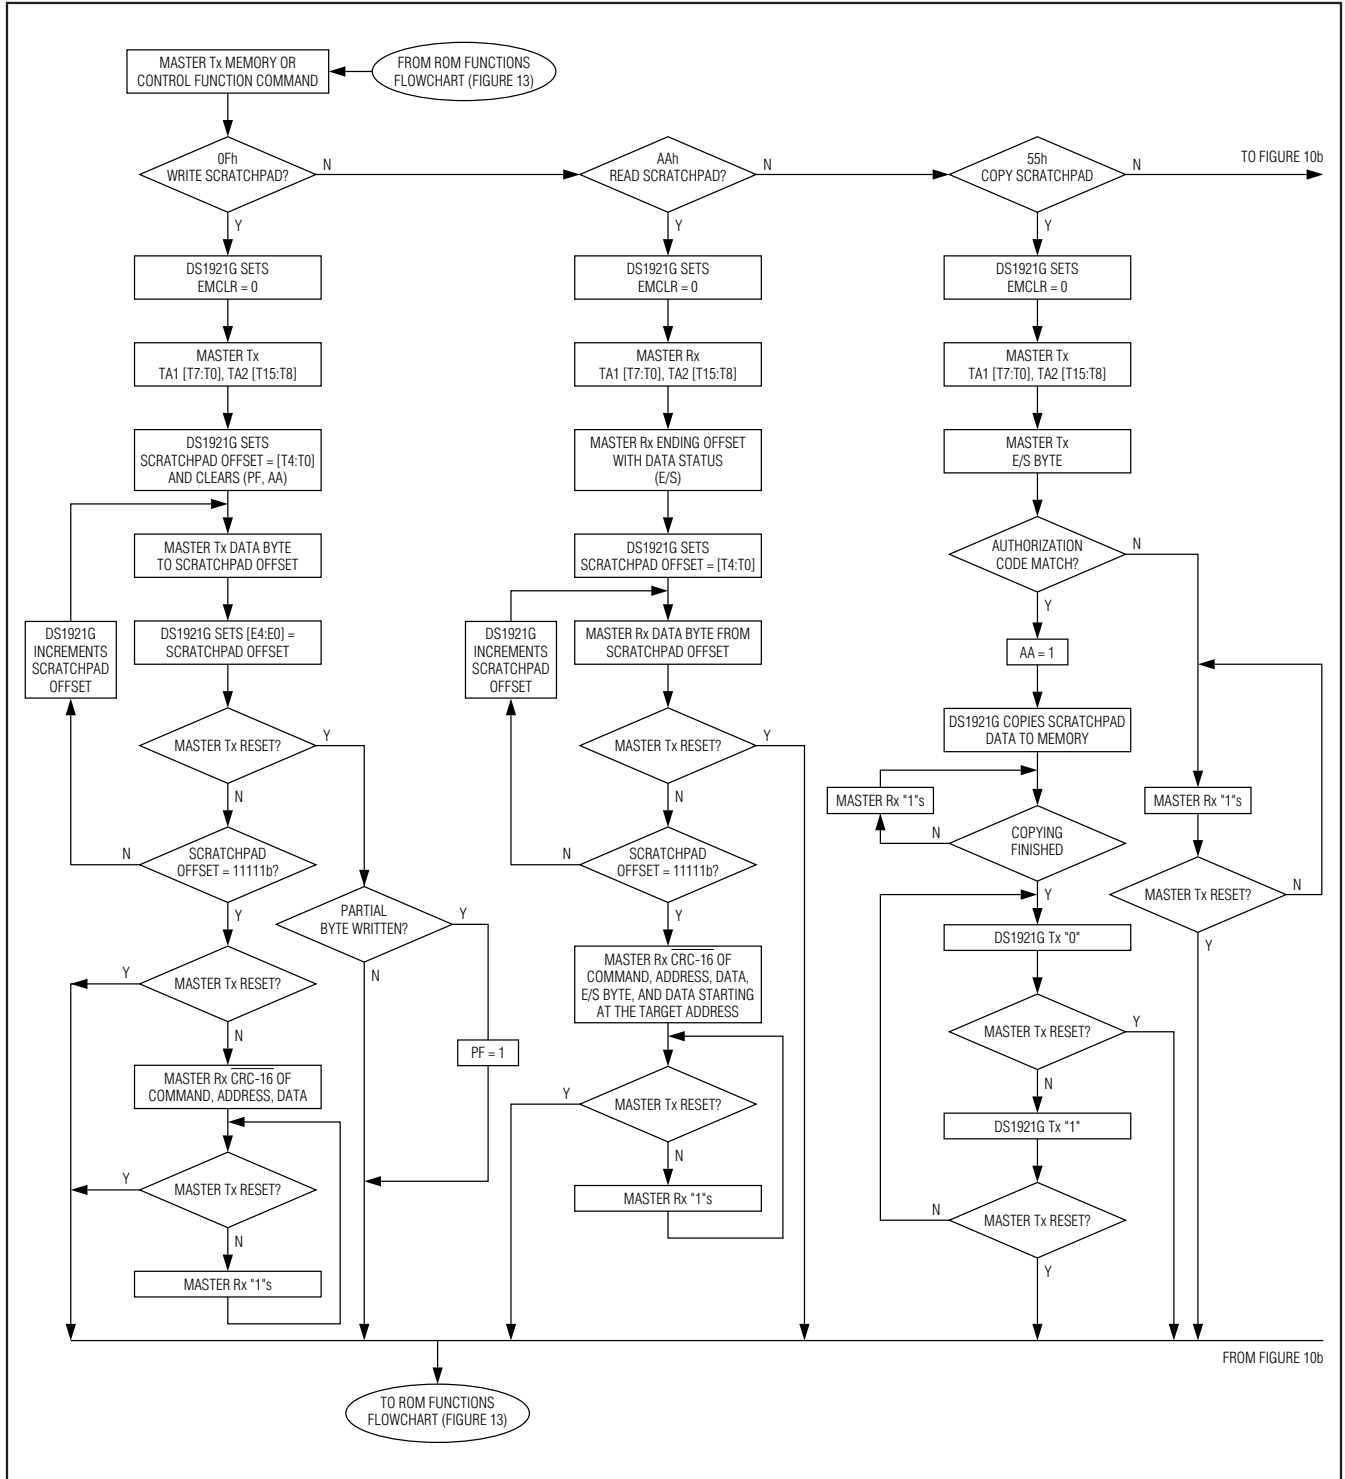 MASTER Tx MEMORY OR
CONTROL FUNCTION COMMAND
FROM ROM FUNCTIONS
FLOWCHART (FIGURE 13)
0Fh
WRITE SCRATCHPAD?
N
Y
DS1921G SETS
EMCLR = 0
MASTER Tx
TA1 [T7:T0], TA2 [T15:T8]
DS1921G SETS
SCRATCHPAD OFFSET = [T4:T0]
AND CLEARS (PF, AA)
MASTER Tx DATA BYTE
TO SCRATCHPAD OFFSET
DS1921G
INCREMENTS
SCRATCHPAD
OFFSET
DS1921G SETS [E4:E0] =
SCRATCHPAD OFFSET
MASTER Tx RESET?
Y
N
SCRATCHPAD
OFFSET = 11111b?
N
Y
PARTIAL
BYTE WRITTEN?
Y
N
PF = 1
MASTER Tx RESET?
Y
N
MASTER Rx CRC-16 OF
COMMAND, ADDRESS, DATA
MASTER Tx RESET?
Y
N
MASTER Rx "1"s
AAh
READ SCRATCHPAD?
N
Y
DS1921G SETS
EMCLR = 0
MASTER Rx
TA1 [T7:T0], TA2 [T15:T8]
MASTER Rx ENDING OFFSET
WITH DATA STATUS
(E/S)
DS1921G SETS
SCRATCHPAD OFFSET = [T4:T0]
DS1921G
INCREMENTS
SCRATCHPAD
OFFSET
MASTER Rx DATA BYTE FROM
SCRATCHPAD OFFSET
MASTER Tx RESET?
Y
N
SCRATCHPAD
OFFSET = 11111b?
N
Y
MASTER Rx CRC-16 OF
COMMAND, ADDRESS, DATA,
E/S BYTE, AND DATA STARTING
AT THE TARGET ADDRESS
MASTER Tx RESET?
Y
N
MASTER Rx "1"s
55h
COPY SCRATCHPAD
N
Y
TO FIGURE 10b
DS1921G SETS
EMCLR = 0
MASTER Tx
TA1 [T7:T0], TA2 [T15:T8]
MASTER Tx
E/S BYTE
AUTHORIZATION
CODE MATCH?
N
Y
AA = 1
DS1921G COPIES SCRATCHPAD
DATA TO MEMORY
MASTER Rx "1"s
COPYING
FINISHED
N
Y
MASTER Rx "1"s
MASTER Tx RESET?
N
Y
DS1921G Tx "0"
MASTER Tx RESET?
Y
N
DS1921G Tx "1"
MASTER Tx RESET?
N
Y
FROM FIGURE 10b
TO ROM FUNCTIONS
FLOWCHART (FIGURE 13)